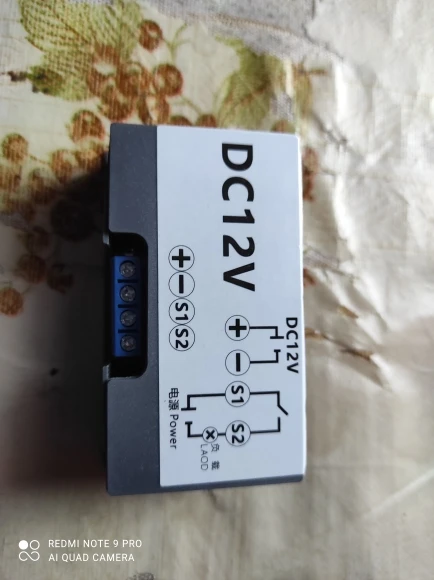 DC12V
+
−
S1
S2
DC12V
+
−
S1
S2
电源 Power
负载
LAOD
REDMI NOTE 9 PRO
AI QUAD CAMERA